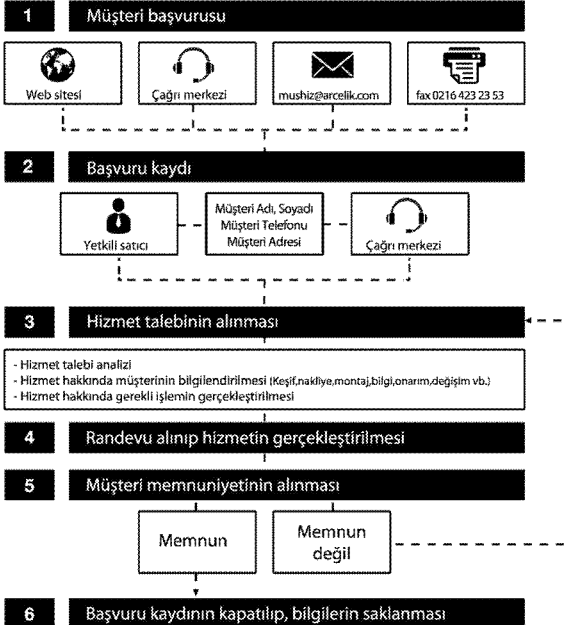 1 Müşteri başvurusu
Web sitesi
Çağrı merkezi
mushiz@arcelik.com
fax 0216 423 23 53
2 Başvuru kaydı
Yetkili satıcı
Müşteri Adı, Soyadı
Müşteri Telefonu
Müşteri Adresi
Çağrı merkezi
3 Hizmet talebinin alınması
- Hizmet talebi analizi
- Hizmet hakkında müşterinin bilgilendirilmesi (Keşif,nakliye,montaj,bilgi,onarım,değişim vb.)
- Hizmet hakkında gerekli işlemin gerçekleştirilmesi
4 Randevu alınıp hizmetin gerçekleştirilmesi
5 Müşteri memnuniyetinin alınması
Memnun
Memnun
değil
6 Başvuru kaydının kapatılıp, bilgilerin saklanması